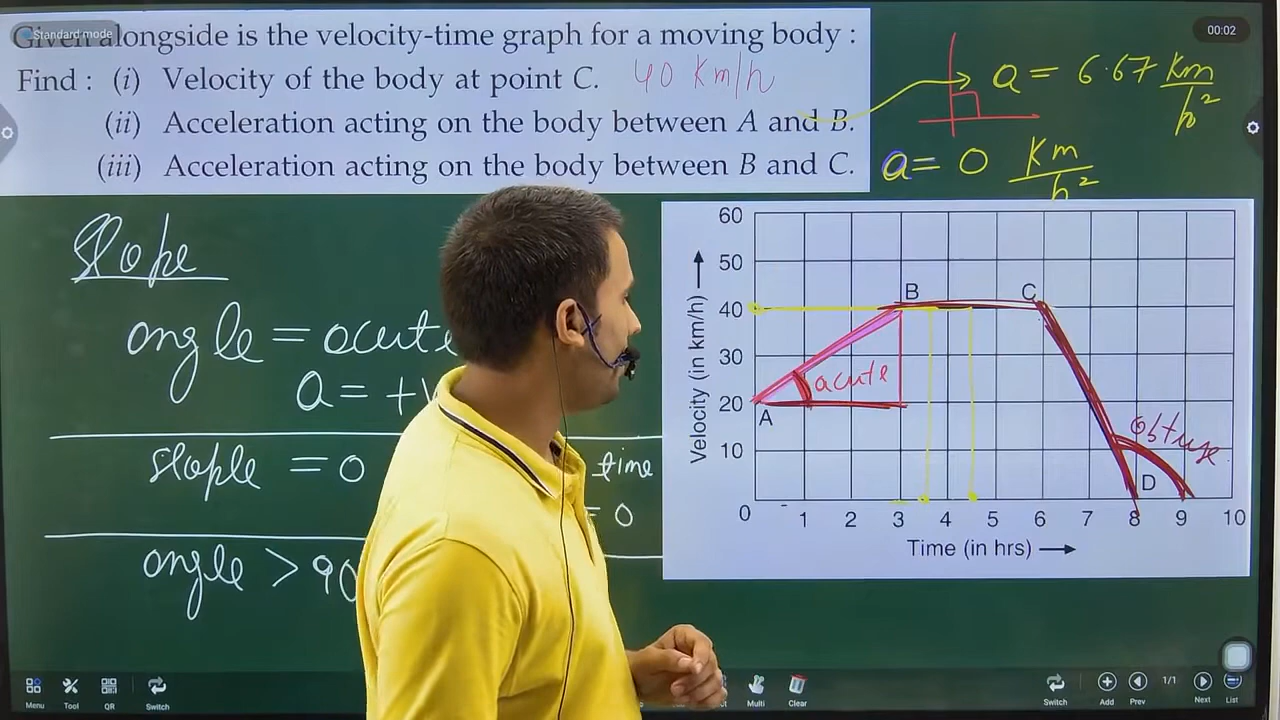 Standard mode
00:02
Given alongside is the velocity-time graph for a moving body :
Find : (i) Velocity of the body at point C. 40 Km/h
(ii) Acceleration acting on the body between A and B.
(iii) Acceleration acting on the body between B and C.
a = 6.67 Km/h²
a = 0 Km/h²
Slope
angle = acute
a = +
slople = 0
time
= 0
angle > 90
60
50
40
30
20
10
0 1 2 3 4 5 6 7 8 9 10
Velocity (in km/h)
Time (in hrs)
A
B
C
D
acute
obtuse
Menu Tool QR Switch
Multi Clear
Switch Add Prev 1/1 Next List